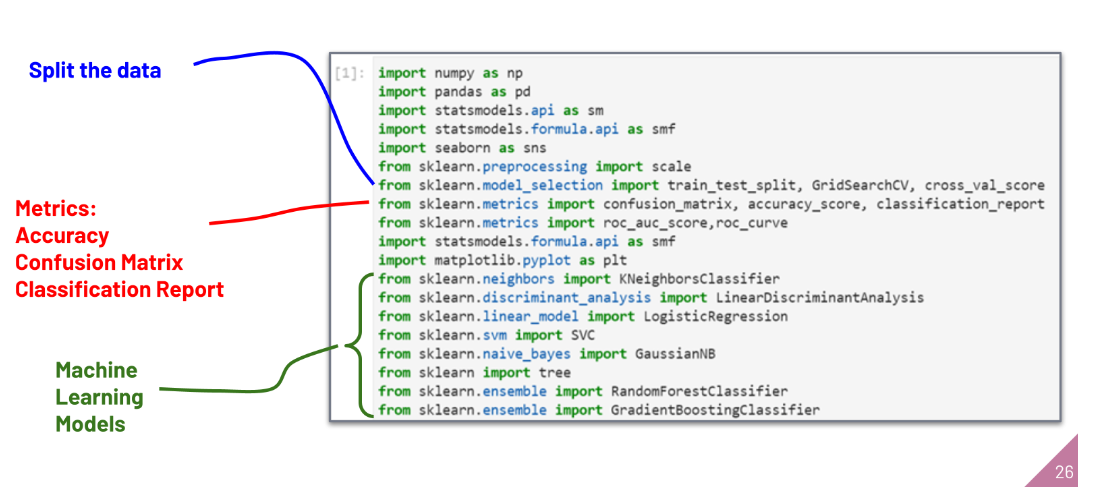 Split the data
Metrics:
Accuracy
Confusion Matrix
Classification Report
Machine
Learning
Models
[1]: import numpy as np
import pandas as pd
import statsmodels.api as sm
import statsmodels.formula.api as smf
import seaborn as sns
from sklearn.preprocessing import scale
from sklearn.model_selection import train_test_split, GridSearchCV, cross_val_score
from sklearn.metrics import confusion_matrix, accuracy_score, classification_report
from sklearn.metrics import roc_auc_score,roc_curve
import statsmodels.formula.api as smf
import matplotlib.pyplot as plt
from sklearn.neighbors import KNeighborsClassifier
from sklearn.discriminant_analysis import LinearDiscriminantAnalysis
from sklearn.linear_model import LogisticRegression
from sklearn.svm import SVC
from sklearn.naive_bayes import GaussianNB
from sklearn import tree
from sklearn.ensemble import RandomForestClassifier
from sklearn.ensemble import GradientBoostingClassifier
26